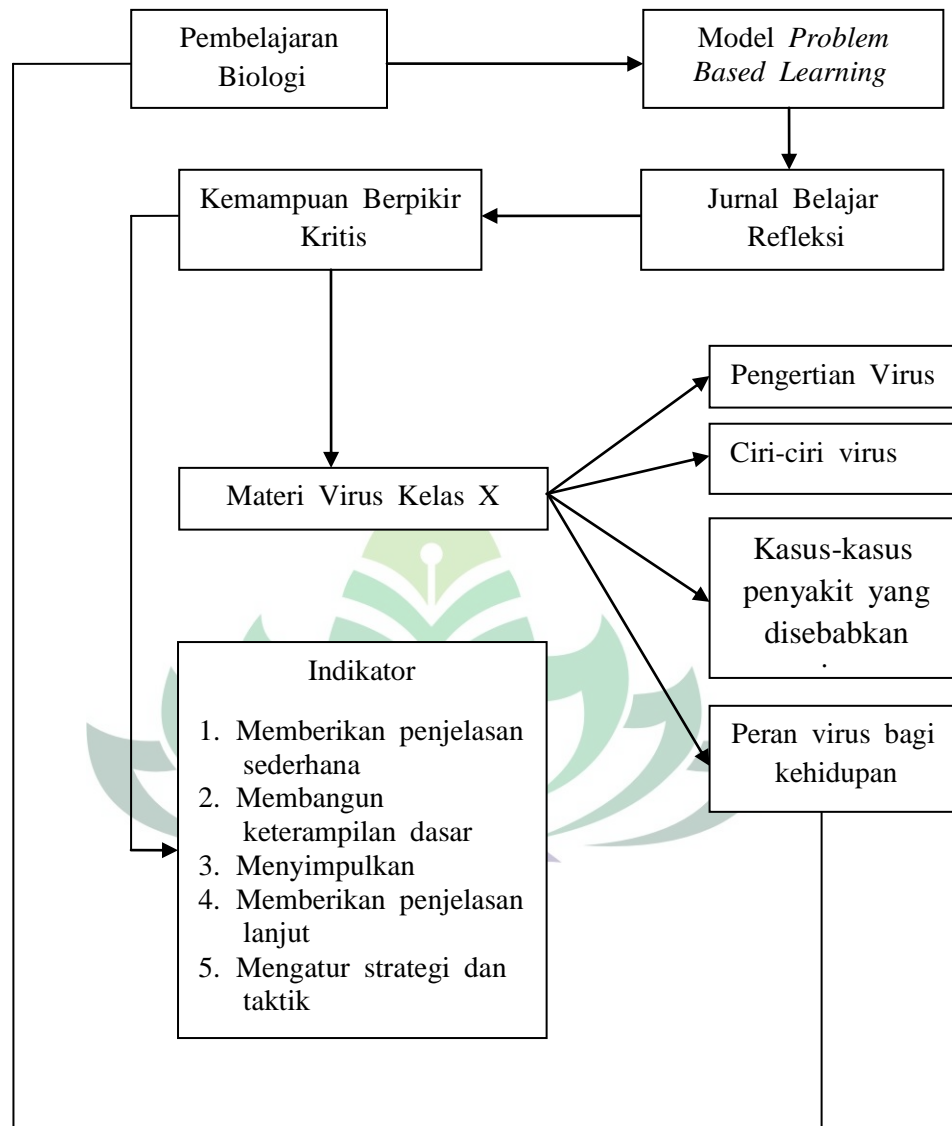 Pembelajaran
Biologi
Model Problem
Based Learning
Kemampuan Berpikir
Kritis
Jurnal Belajar
Refleksi
Pengertian Virus
Ciri-ciri virus
Materi Virus Kelas X
Kasus-kasus
penyakit yang
disebabkan
Indikator
1. Memberikan penjelasan
sederhana
2. Membangun
keterampilan dasar
3. Menyimpulkan
4. Memberikan penjelasan
lanjut
5. Mengatur strategi dan
taktik
Peran virus bagi
kehidupan